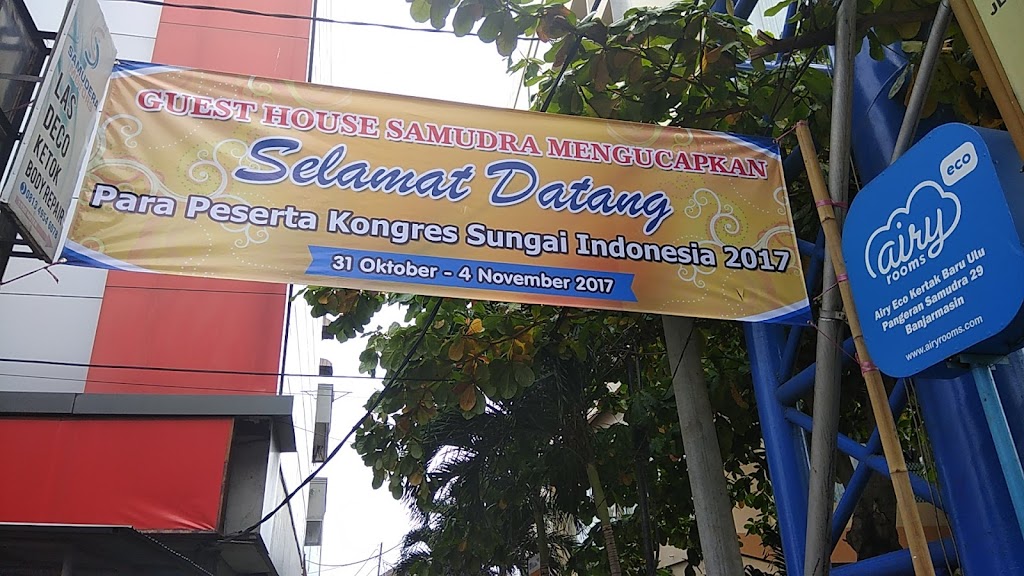 GUEST HOUSE SAMUDRA MENGUCAPKAN
Selamat Datang
Para Peserta Kongres Sungai Indonesia 2017
31 Oktober - 4 November 2017
SAMUDERA
LAS
DECO
KETOK
BODY REPAIR
eco
airy
rooms
Airy Eco Kertak Baru Ulu
Pangeran Samudra 29
Banjarmasin
www.airyrooms.com